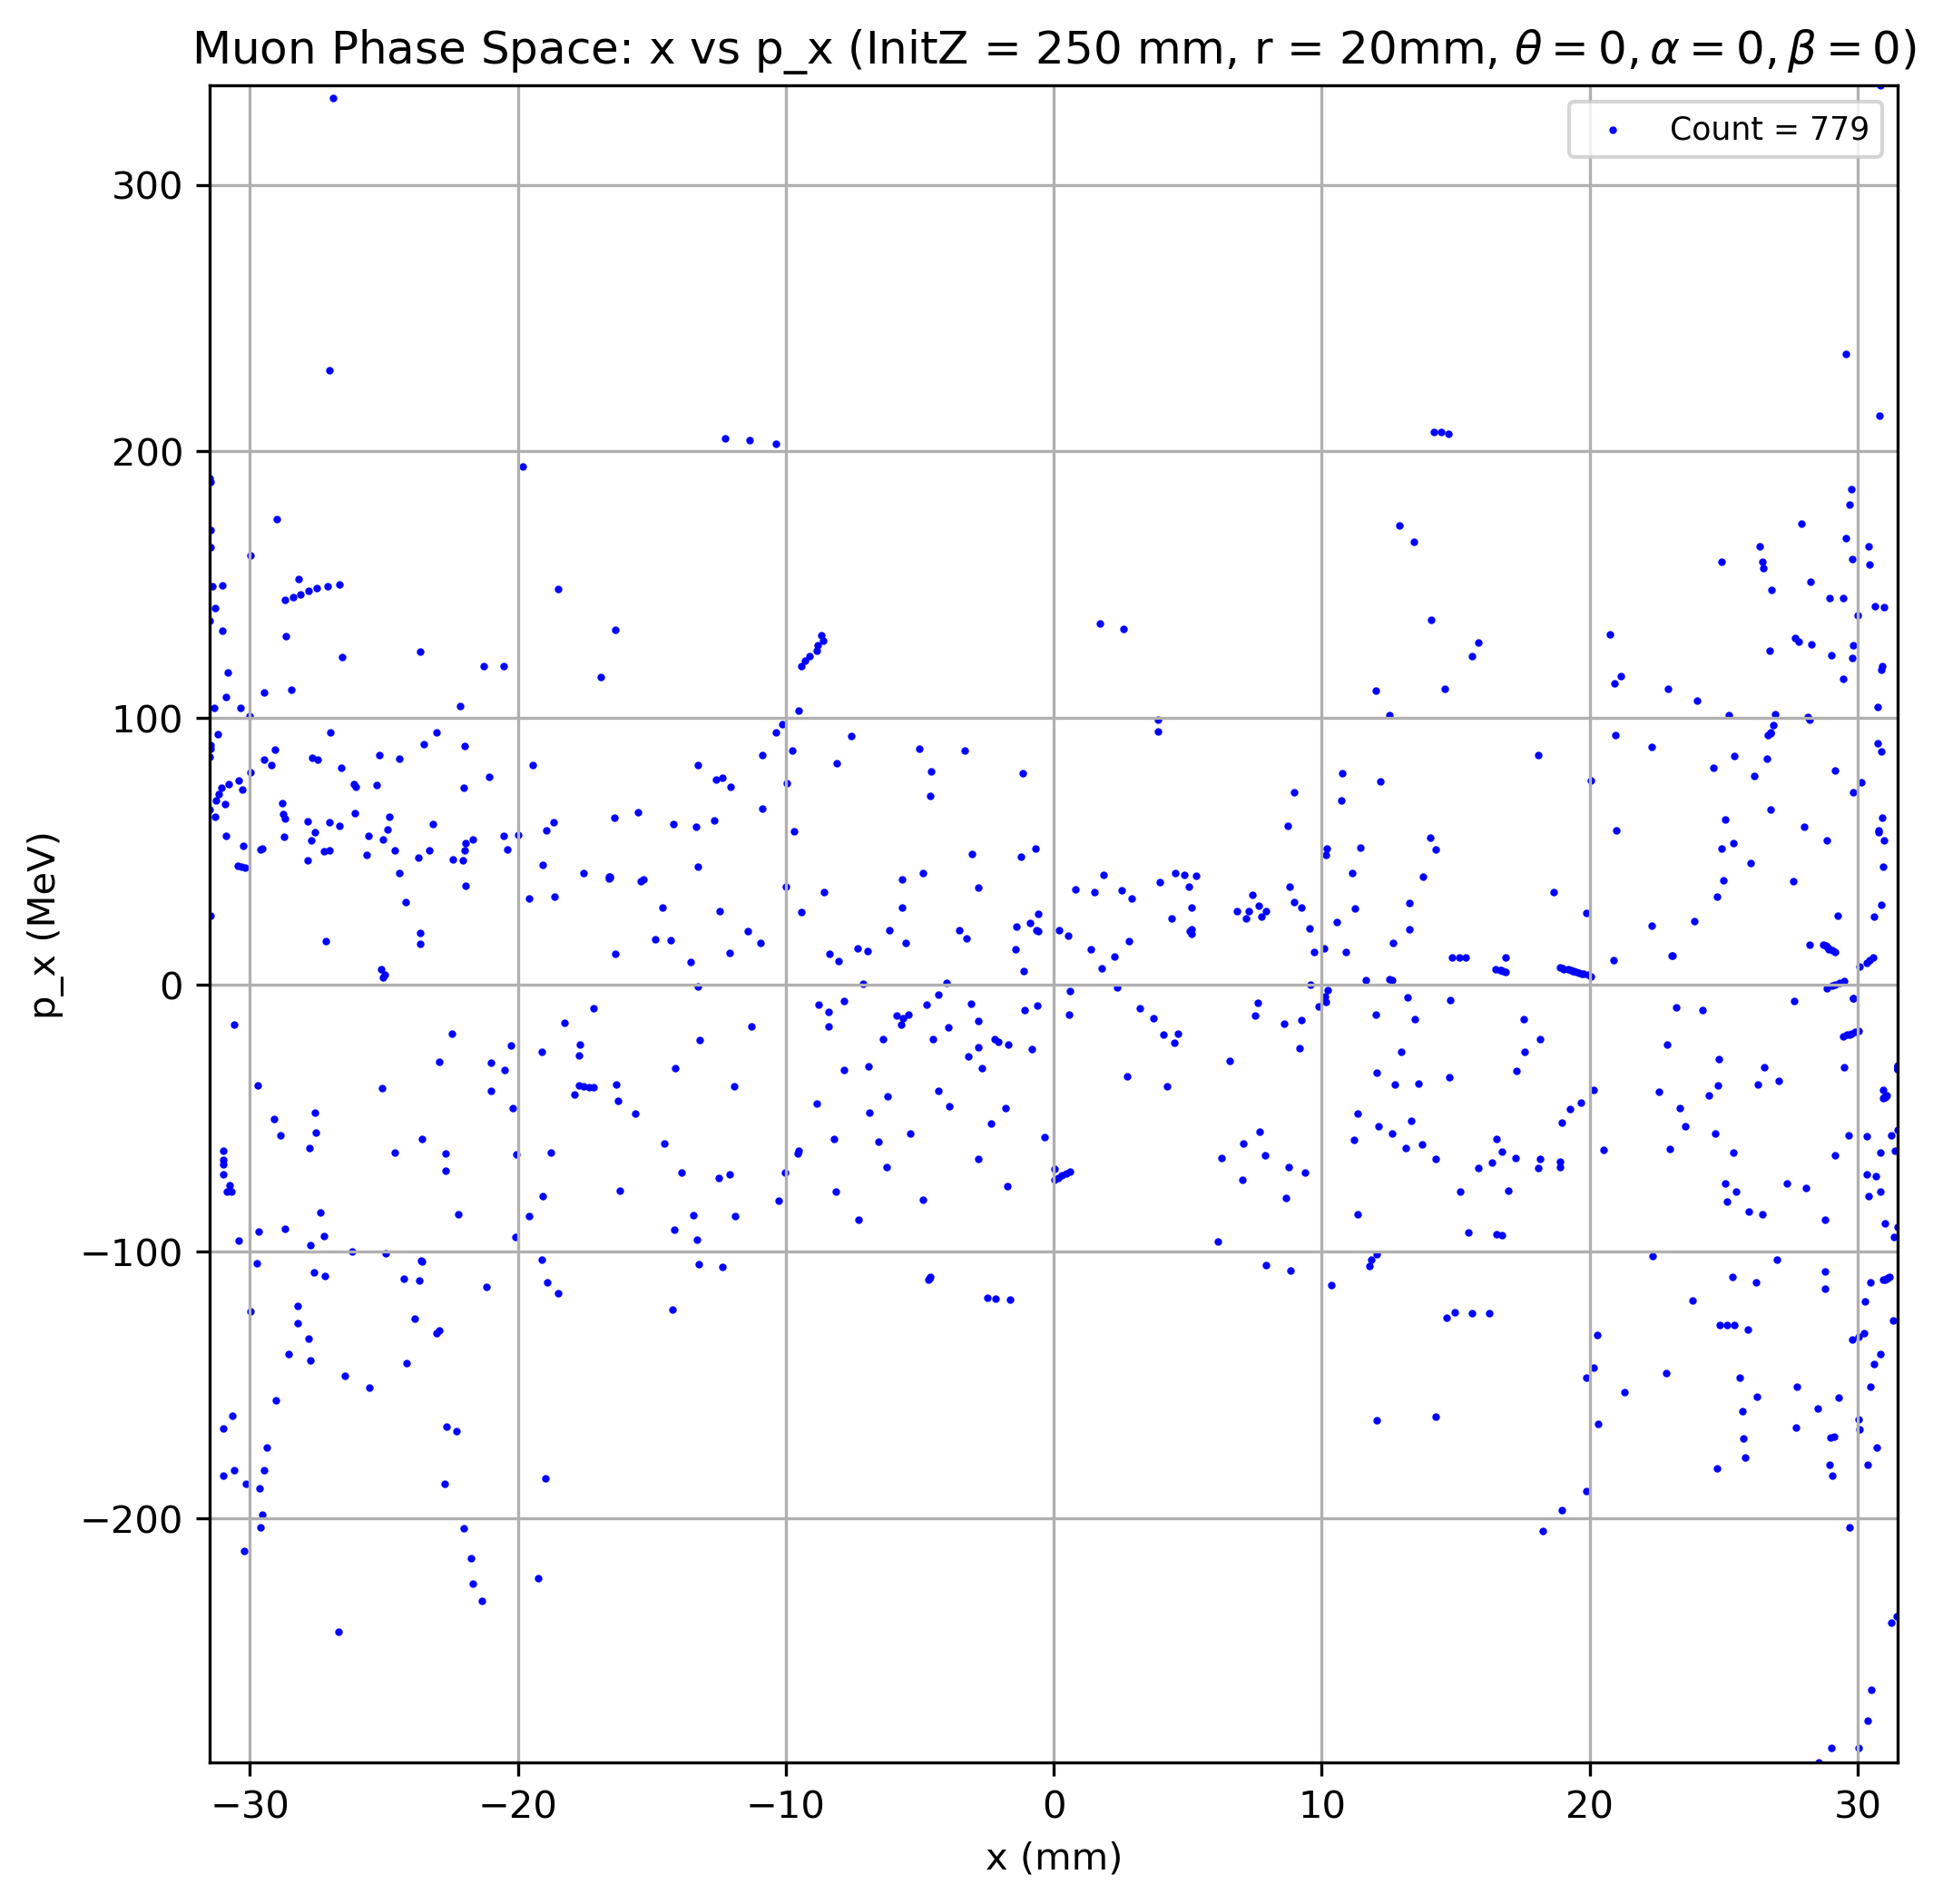 Muon Phase Space: x vs p_x (InitZ = 250 mm, r = 20mm, θ = 0, α = 0, β = 0)
Count = 779
300
200
100
0
−100
−200
p_x (MeV)
−30 −20 −10 0 10 20 30
x (mm)